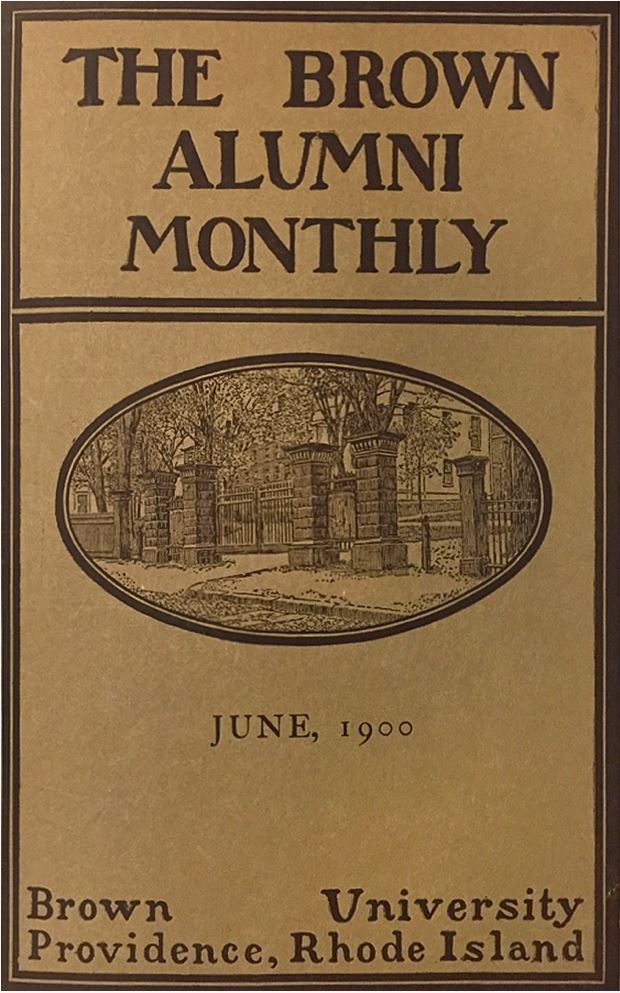 THE BROWN
ALUMNI
MONTHLY
JUNE, 1900
Brown University
Providence, Rhode Island